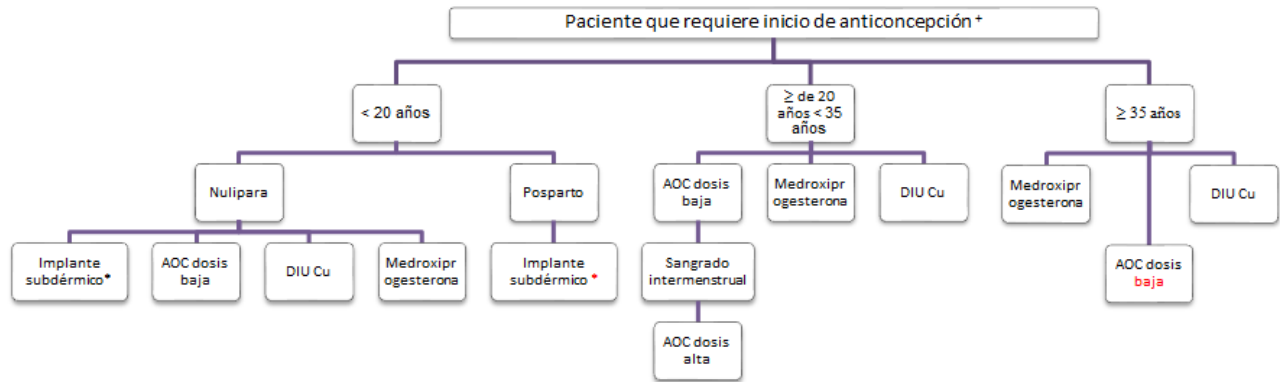 Paciente que requiere inicio de anticoncepción +
< 20 años
≥ de 20
años < 35
años
≥ 35 años
Nulipara
Posparto
AOC dosis
baja
Medroxipr
ogesterona
DIU Cu
Medroxipr
ogesterona
DIU Cu
Implante
subdérmico*
AOC dosis
baja
DIU Cu
Medroxipr
ogesterona
Implante
subdérmico *
Sangrado
intermenstrual
AOC dosis
baja
AOC dosis
alta